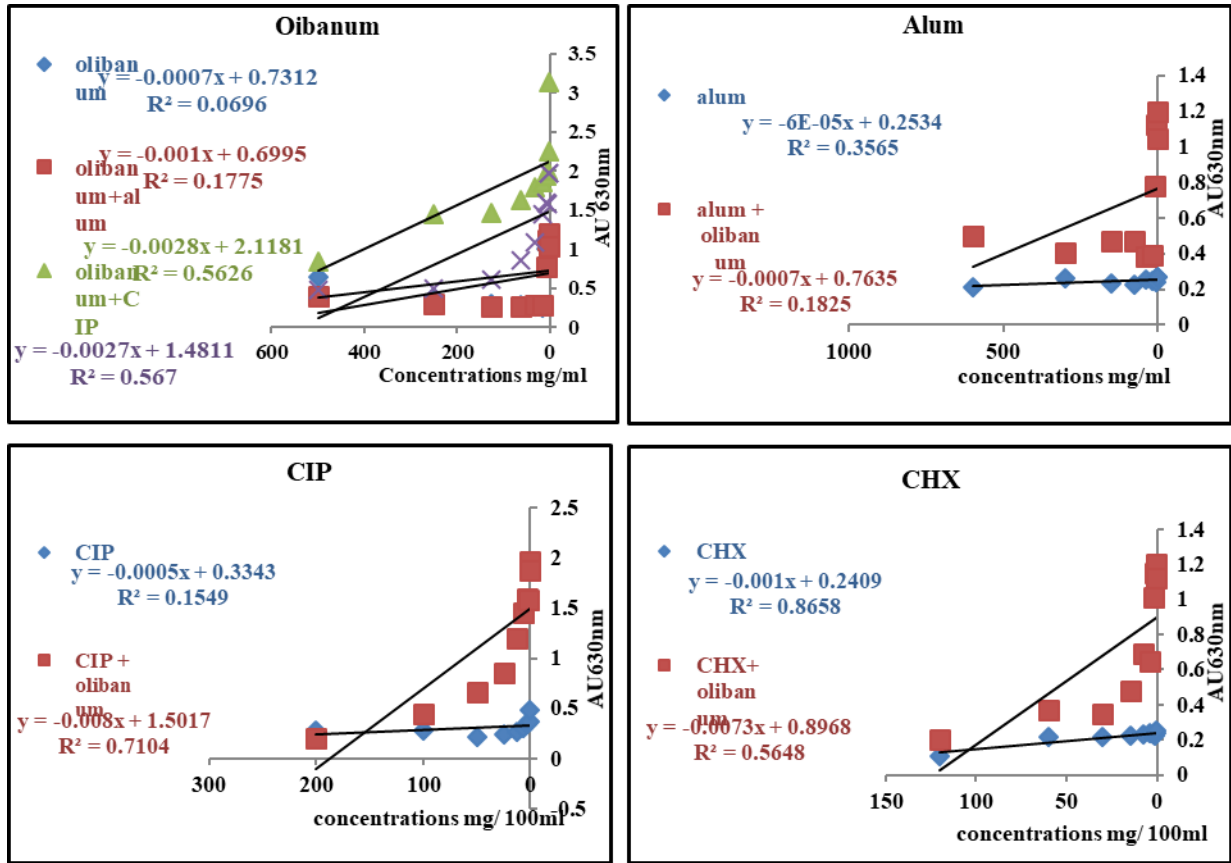 Oibanum
oliban
um
y = -0.0007x + 0.7312
R² = 0.0696
oliban
um+al
um
y = -0.001x + 0.6995
R² = 0.1775
oliban
um+C
IP
y = -0.0028x + 2.1181
R² = 0.5626
y = -0.0027x + 1.4811
R² = 0.567
3.5
3
2.5
2
1.5
1
0.5
0
AU 630nm
600
400
200
0
Concentrations mg/ml
Alum
alum
y = -6E-05x + 0.2534
R² = 0.3565
alum +
oliban
um
y = -0.0007x + 0.7635
R² = 0.1825
1.4
1.2
1
0.8
0.6
0.4
0.2
0
AU630nm
1000
500
0
concentrations mg/ml
CIP
CIP
y = -0.0005x + 0.3343
R² = 0.1549
CIP +
oliban
um
y = -0.008x + 1.5017
R² = 0.7104
2.5
2
1.5
1
0.5
0
-0.5
AU630nm
300
200
100
0
concentrations mg/ 100ml
CHX
CHX
y = -0.001x + 0.2409
R² = 0.8658
CHX+
oliban
um
y = -0.0073x + 0.8968
R² = 0.5648
1.4
1.2
1
0.8
0.6
0.4
0.2
0
AU630nm
150
100
50
0
concentrations mg/ 100ml